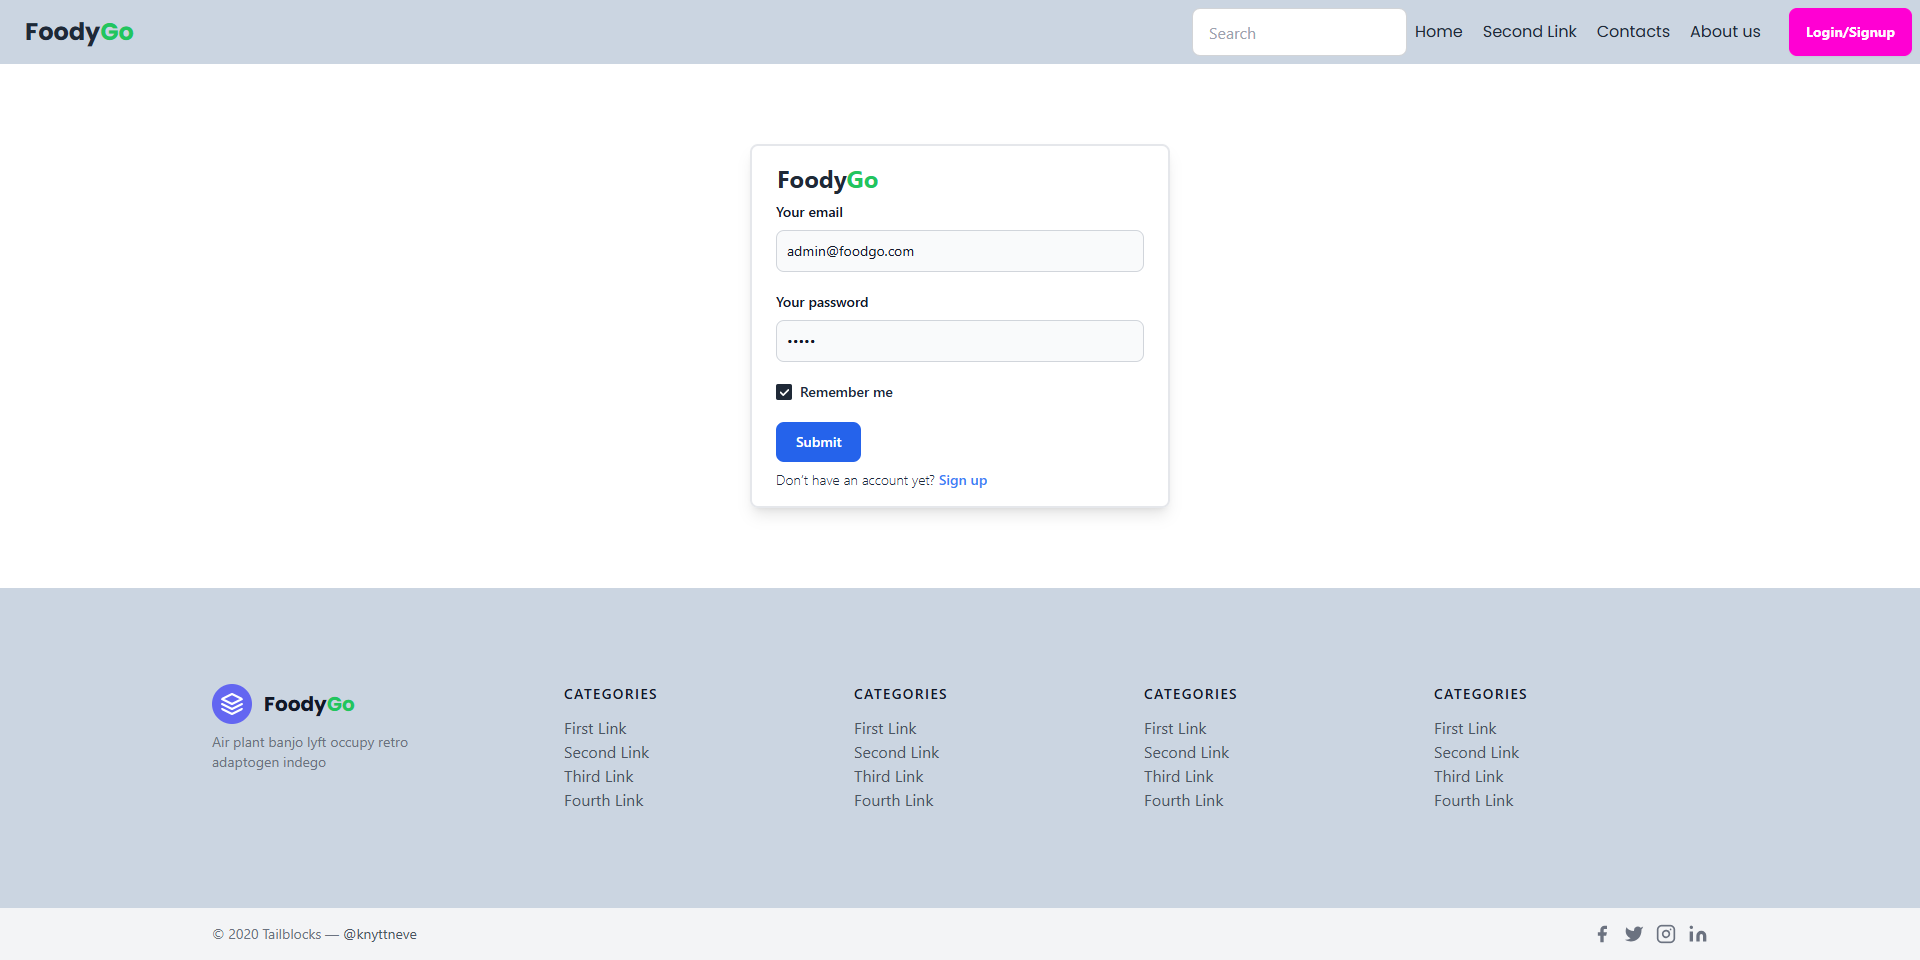 FoodyGo
Search
Home
Second Link
Contacts
About us
Login/Signup
FoodyGo
Your email
admin@foodgo.com
Your password
•••••
Remember me
Submit
Don't have an account yet? Sign up
FoodyGo
Air plant banjo lyft occupy retro
adaptogen indego
CATEGORIES
First Link
Second Link
Third Link
Fourth Link
CATEGORIES
First Link
Second Link
Third Link
Fourth Link
CATEGORIES
First Link
Second Link
Third Link
Fourth Link
CATEGORIES
First Link
Second Link
Third Link
Fourth Link
© 2020 Tailblocks — @knyttneve